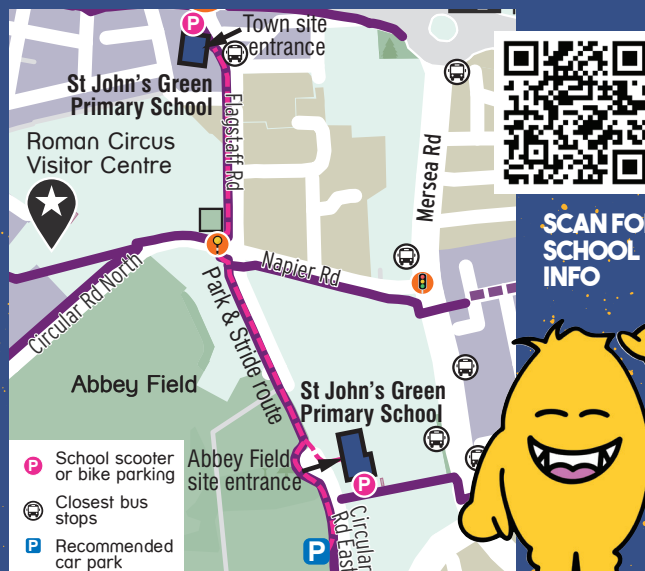 P
Town site
entrance
St John's Green
Primary School
Roman Circus
Visitor Centre
Flagstaff Rd
Mersea Rd
SCAN FOR
SCHOOL
INFO
Circular Rd North
Napier Rd
Park & Stride route
Abbey Field
St John's Green
Primary School
Abbey Field
site entrance
P
Circular
Rd East
P
P School scooter
or bike parking
Closest bus
stops
P Recommended
car park